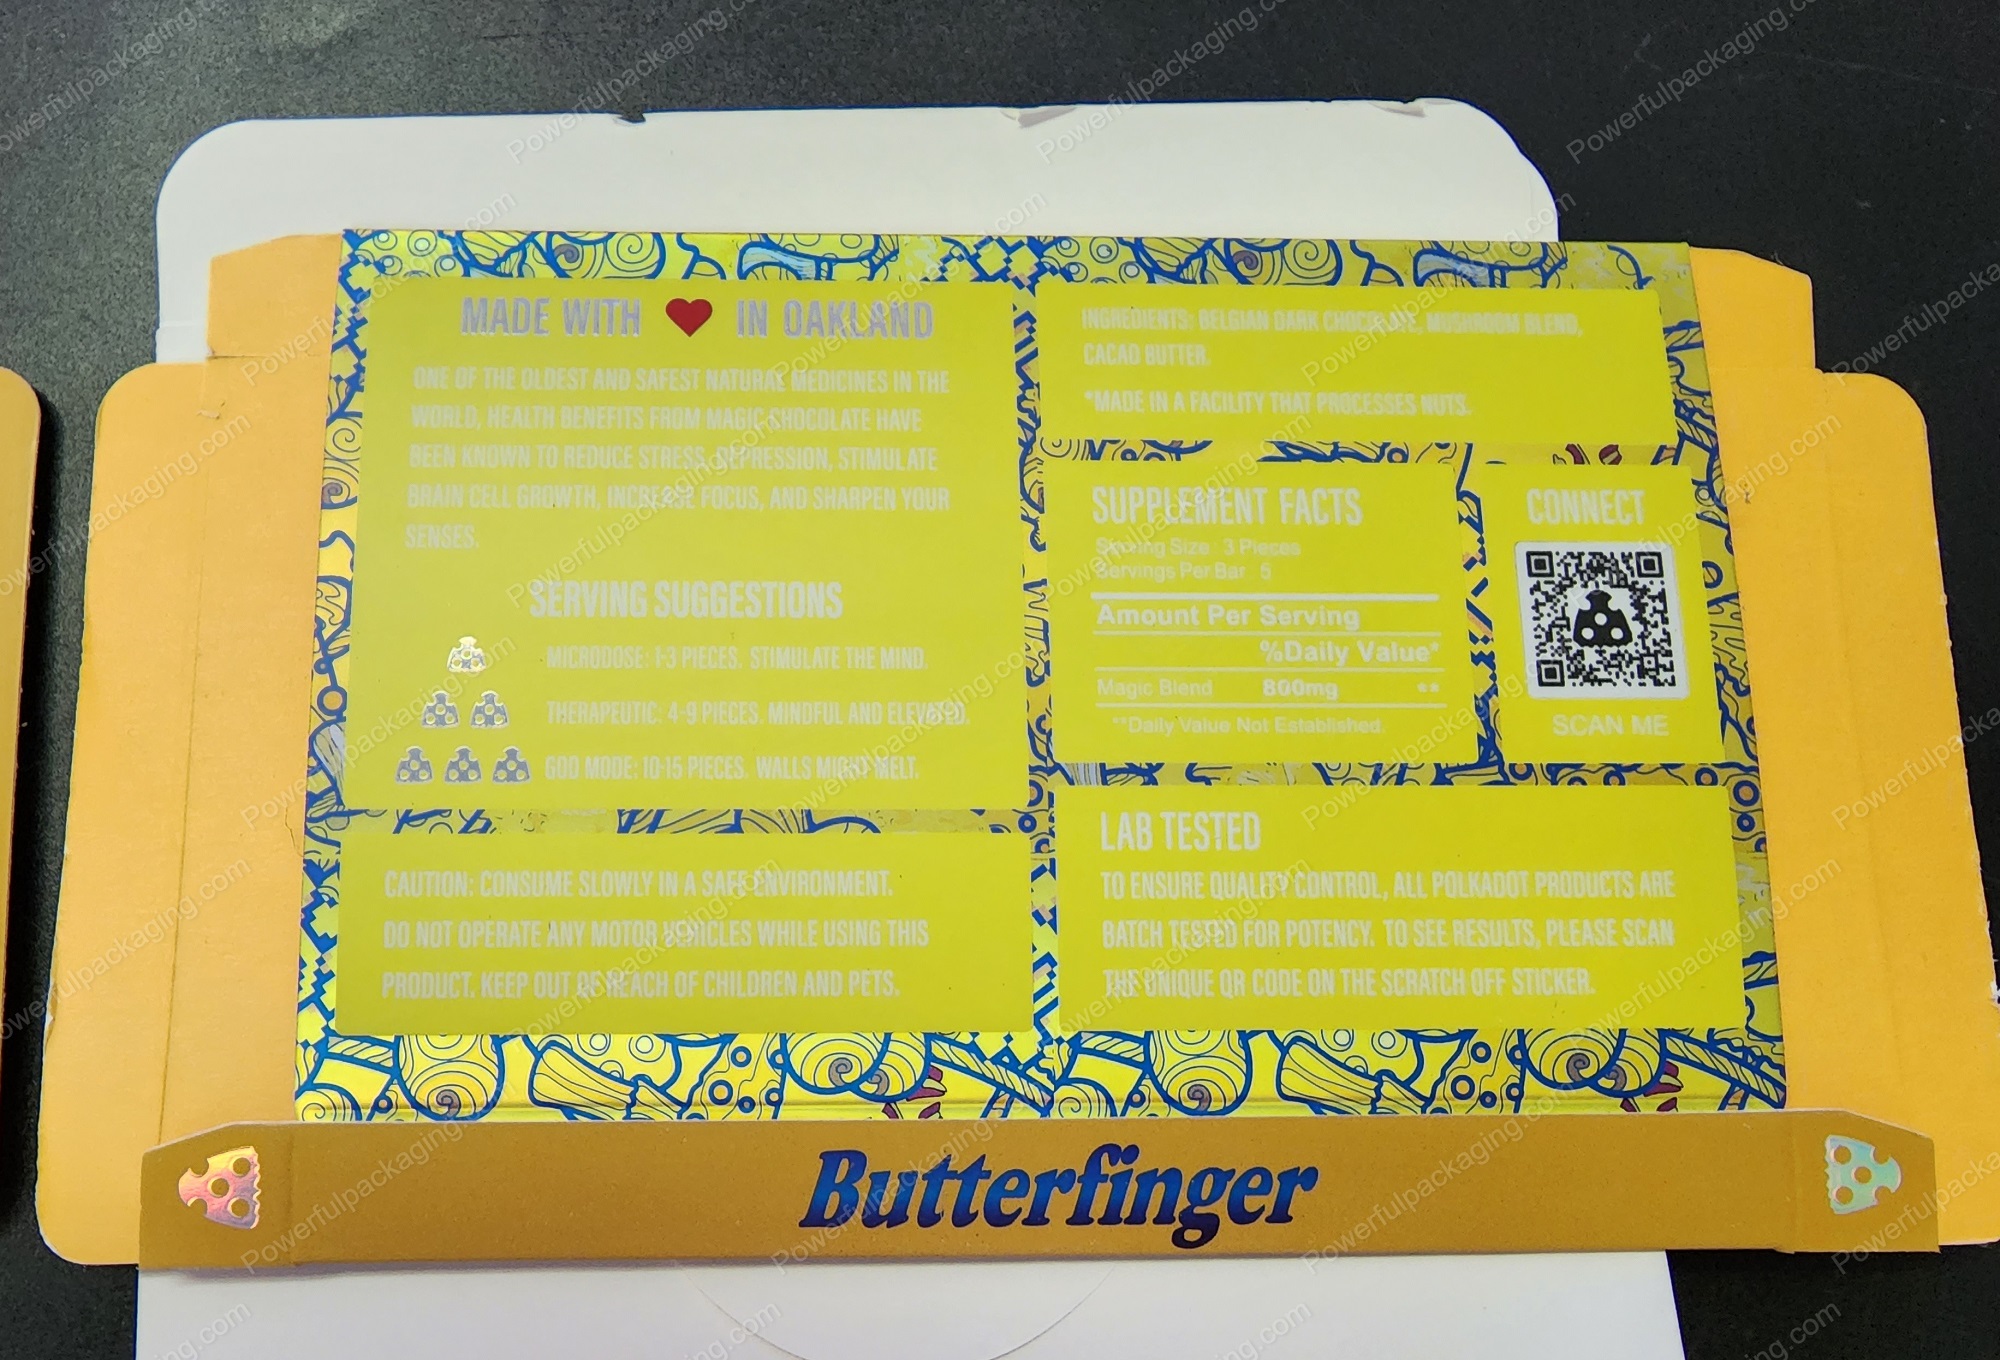 MADE WITH ❤ IN OAKLAND
ONE OF THE OLDEST AND SAFEST NATURAL MEDICINES IN THE
WORLD, HEALTH BENEFITS FROM MAGIC SHOCOLATE HAVE
BEEN KNOWN TO REDUCE STRESS, DEPRESSION, STIMULATE
BRAIN CELL GROWTH, INCREASE FOCUS, AND SHARPEN YOUR
SENSES.
SERVING SUGGESTIONS
MICRODOSE: 1-3 PIECES. STIMULATE THE MIND.
THERAPEUTIC: 4-9 PIECES. MINDFUL AND ELEVATED.
GOD MODE: 10-15 PIECES. WALLS MIGHT MELT.
CAUTION: CONSUME SLOWLY IN A SAFE ENVIRONMENT.
DO NOT OPERATE ANY MOTOR VEHICLES WHILE USING THIS
PRODUCT. KEEP OUT OF REACH OF CHILDREN AND PETS.
INGREDIENTS: BELGIAN DARK CHOCOLATE, MUSHROOM BLEND,
CACAO BUTTER.
*MADE IN A FACILITY THAT PROCESSES NUTS.
SUPPLEMENT FACTS
Serving Size : 3 Pieces
Servings Per Bar : 5
Amount Per Serving
%Daily Value*
Magic Blend 800mg **
**Daily Value Not Established.
CONNECT
SCAN ME
LAB TESTED
TO ENSURE QUALITY CONTROL, ALL POLKADOT PRODUCTS ARE
BATCH TESTED FOR POTENCY. TO SEE RESULTS, PLEASE SCAN
THE UNIQUE QR CODE ON THE SCRATCH OFF STICKER.
Butterfinger
Powerfulpackaging.com